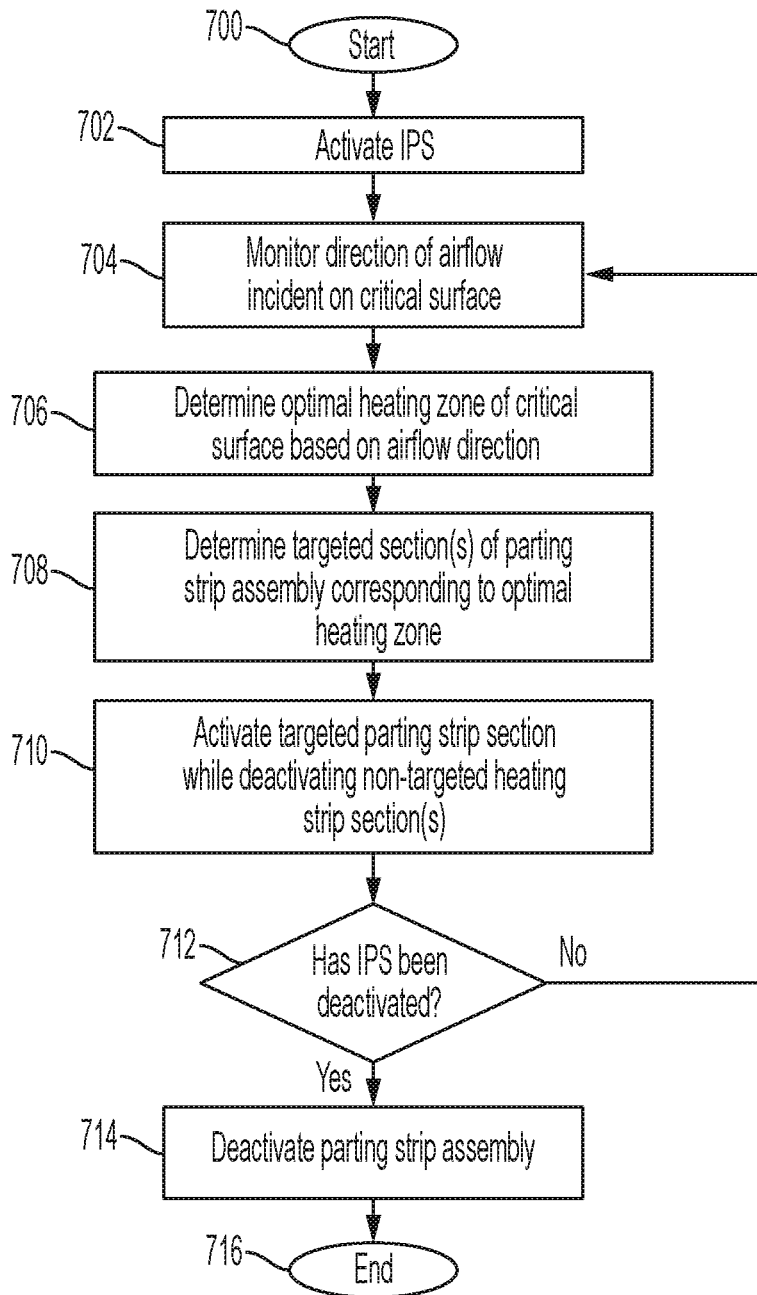 700
Start
702
Activate IPS
704
Monitor direction of airflow
incident on critical surface
706
Determine optimal heating zone of critical
surface based on airflow direction
708
Determine targeted section(s) of parting
strip assembly corresponding to optimal
heating zone
710
Activate targeted parting strip section
while deactivating non-targeted heating
strip section(s)
712
Has IPS been
deactivated?
No
Yes
714
Deactivate parting strip assembly
716
End